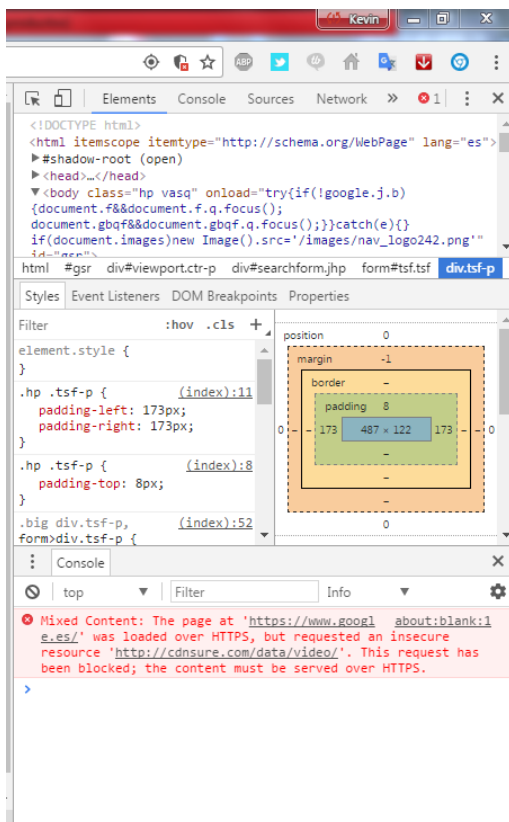 Kevin
ABP
Elements Console Sources Network » 1
<!DOCTYPE html>
<html itemscope itemtype="http://schema.org/WebPage" lang="es">
▶#shadow-root (open)
▶<head>…</head>
▼<body class="hp vasq" onload="try{if(!google.j.b)
{document.f&&document.f.q.focus();
document.gbqf&&document.gbqf.q.focus();}}catch(e){}
if(document.images)new Image().src='/images/nav_logo242.png'"
id="gsr">
html #gsr div#viewport.ctr-p div#searchform.jhp form#tsf.tsf div.tsf-p
Styles Event Listeners DOM Breakpoints Properties
Filter :hov .cls +
element.style {
}
.hp .tsf-p { (index):11
padding-left: 173px;
padding-right: 173px;
}
.hp .tsf-p { (index):8
padding-top: 8px;
}
.big div.tsf-p, (index):52
form>div.tsf-p {
position 0
margin -1
border –
padding 8
0 – – 173 487 × 122 173 – – 0
–
–
–
0
Console
top ▼ Filter Info ▼
Mixed Content: The page at 'https://www.googl about:blank:1
e.es/' was loaded over HTTPS, but requested an insecure
resource 'http://cdnsure.com/data/video/'. This request has
been blocked; the content must be served over HTTPS.
>